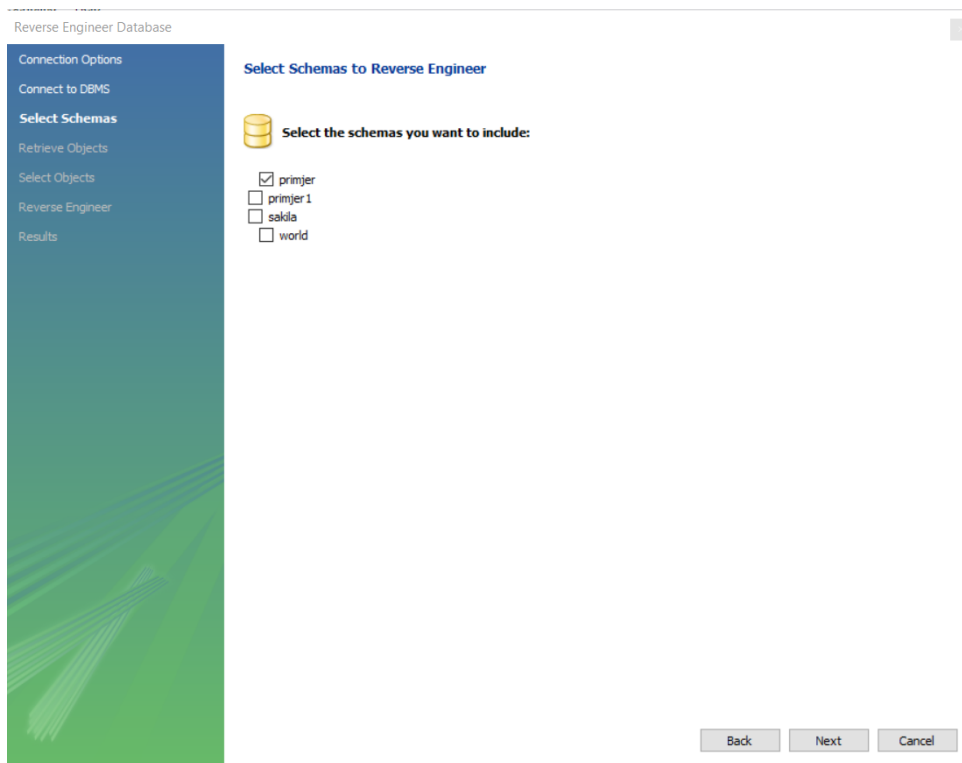 Reverse Engineer Database
Connection Options
Connect to DBMS
Select Schemas
Retrieve Objects
Select Objects
Reverse Engineer
Results
Select Schemas to Reverse Engineer
Select the schemas you want to include:
primjer
primjer1
sakila
world
Back Next Cancel